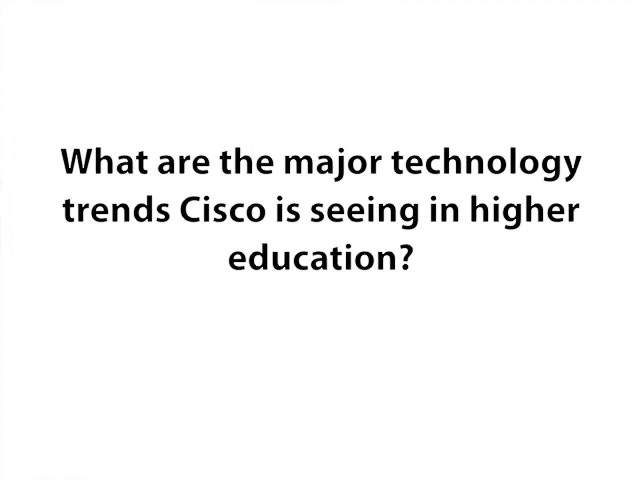 What are the major technology
trends Cisco is seeing in higher
education?